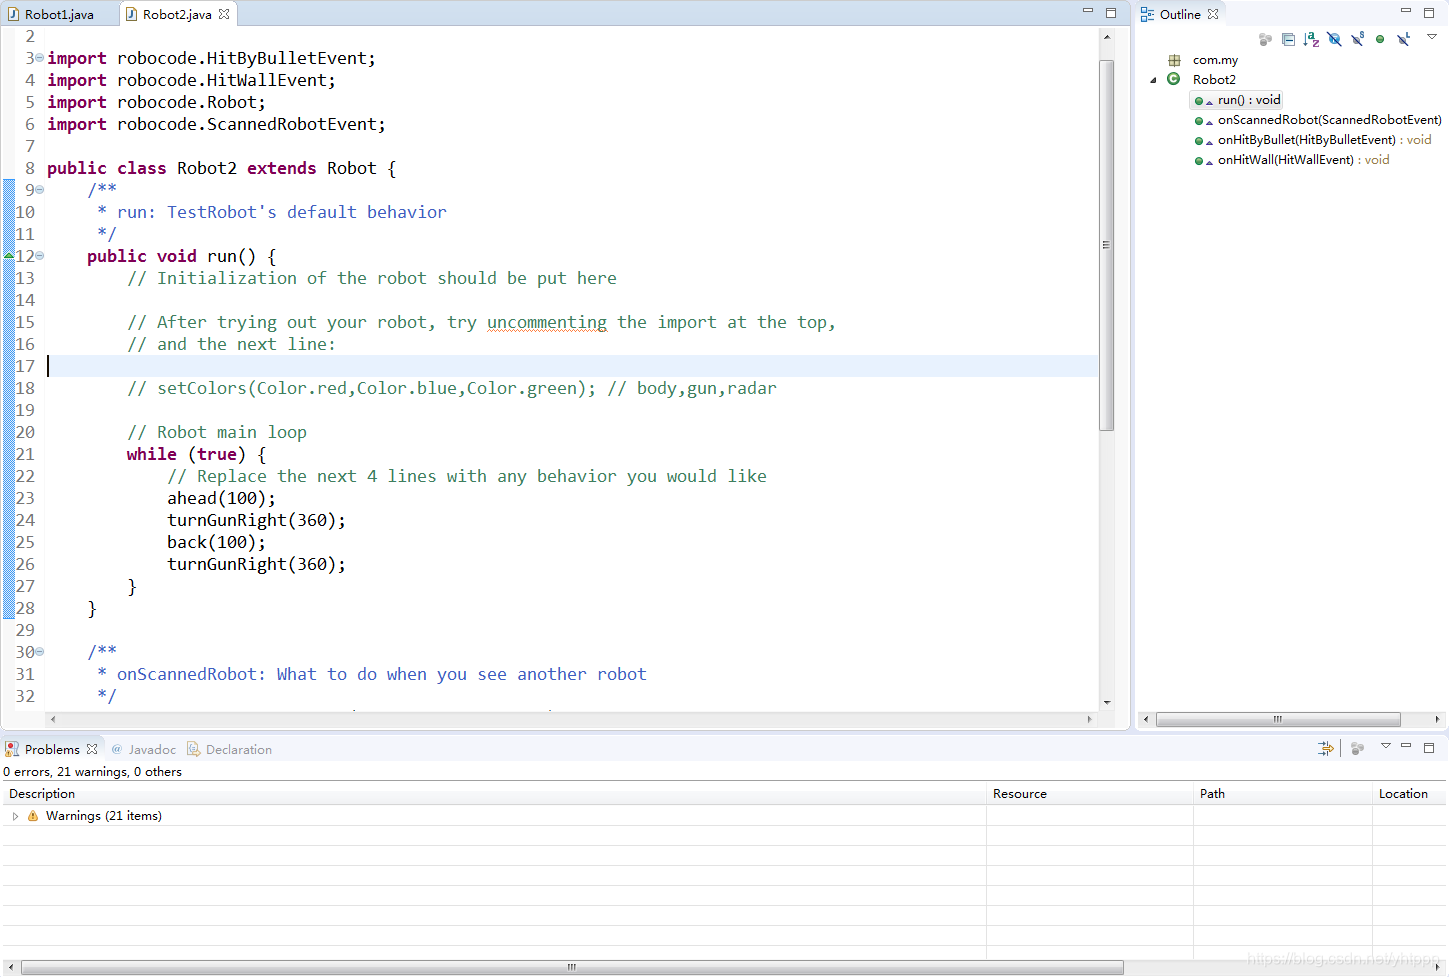 Robot1.java
Robot2.java
2
3 import robocode.HitByBulletEvent;
4 import robocode.HitWallEvent;
5 import robocode.Robot;
6 import robocode.ScannedRobotEvent;
7
8 public class Robot2 extends Robot {
9 /**
10 * run: TestRobot's default behavior
11 */
12 public void run() {
13 // Initialization of the robot should be put here
14
15 // After trying out your robot, try uncommenting the import at the top,
16 // and the next line:
17
18 // setColors(Color.red,Color.blue,Color.green); // body,gun,radar
19
20 // Robot main loop
21 while (true) {
22 // Replace the next 4 lines with any behavior you would like
23 ahead(100);
24 turnGunRight(360);
25 back(100);
26 turnGunRight(360);
27 }
28 }
29
30 /**
31 * onScannedRobot: What to do when you see another robot
32 */
Outline
com.my
Robot2
run() : void
onScannedRobot(ScannedRobotEvent)
onHitByBullet(HitByBulletEvent) : void
onHitWall(HitWallEvent) : void
Problems @ Javadoc Declaration
0 errors, 21 warnings, 0 others
Description Resource Path Location
Warnings (21 items)